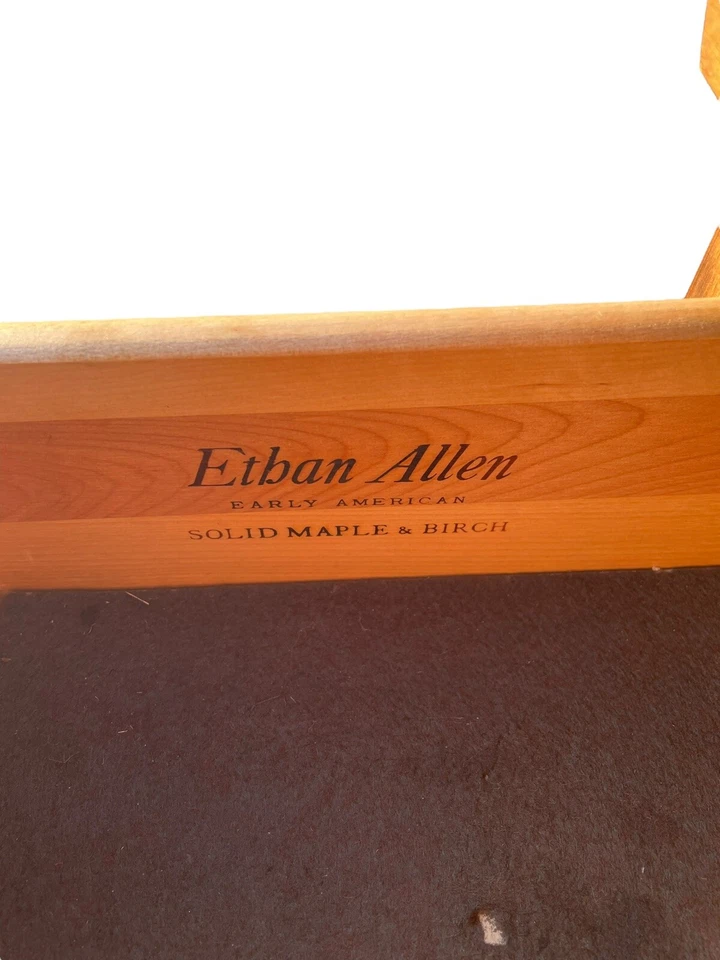 Ethan Allen
EARLY AMERICAN
SOLID MAPLE & BIRCH